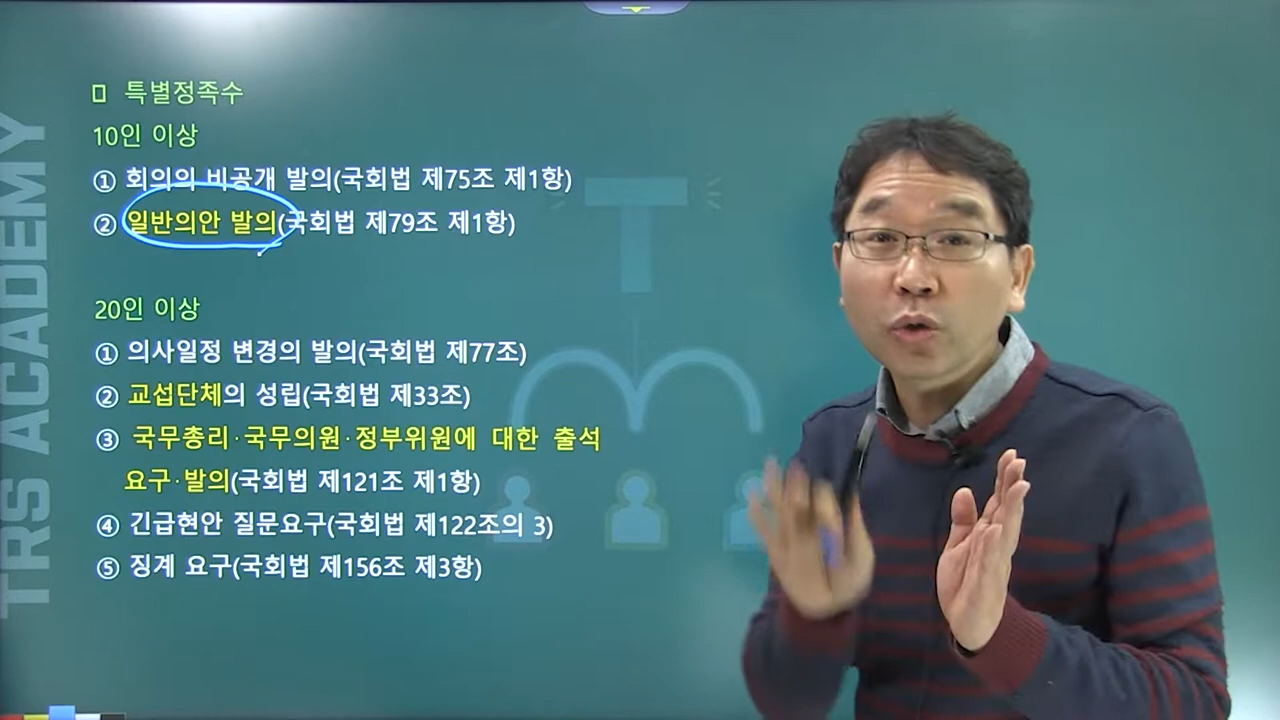 □ 특별정족수
10인 이상
① 회의의 비공개 발의(국회법 제75조 제1항)
② 일반의안 발의(국회법 제79조 제1항)
20인 이상
① 의사일정 변경의 발의(국회법 제77조)
② 교섭단체의 성립(국회법 제33조)
③ 국무총리·국무의원·정부위원에 대한 출석
요구·발의(국회법 제121조 제1항)
④ 긴급현안 질문요구(국회법 제122조의 3)
⑤ 징계 요구(국회법 제156조 제3항)
TRS ACADEMY